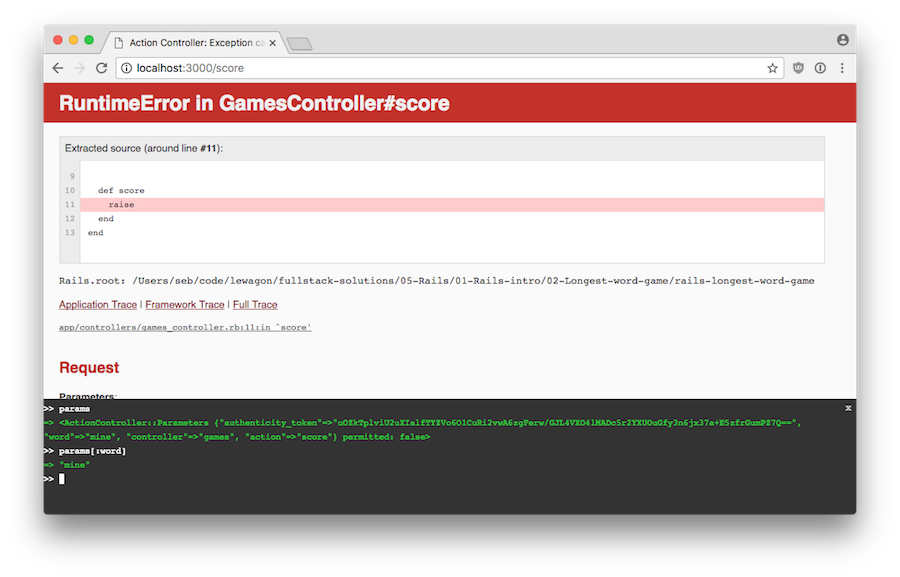 Action Controller: Exception ca
localhost:3000/score
RuntimeError in GamesController#score
Extracted source (around line #11):
9
10 def score
11 raise
12 end
13 end
Rails.root: /Users/seb/code/lewagon/fullstack-solutions/05-Rails/01-Rails-intro/02-Longest-word-game/rails-longest-word-game
Application Trace | Framework Trace | Full Trace
app/controllers/games_controller.rb:11:in `score'
Request
Parameters:
>> params
=> <ActionController::Parameters {"authenticity_token"=>
"word"=>"mine", "controller"=>"games", "action"=>"score"} permitted: false>
>> params[:word]
=> "mine"
>>
x